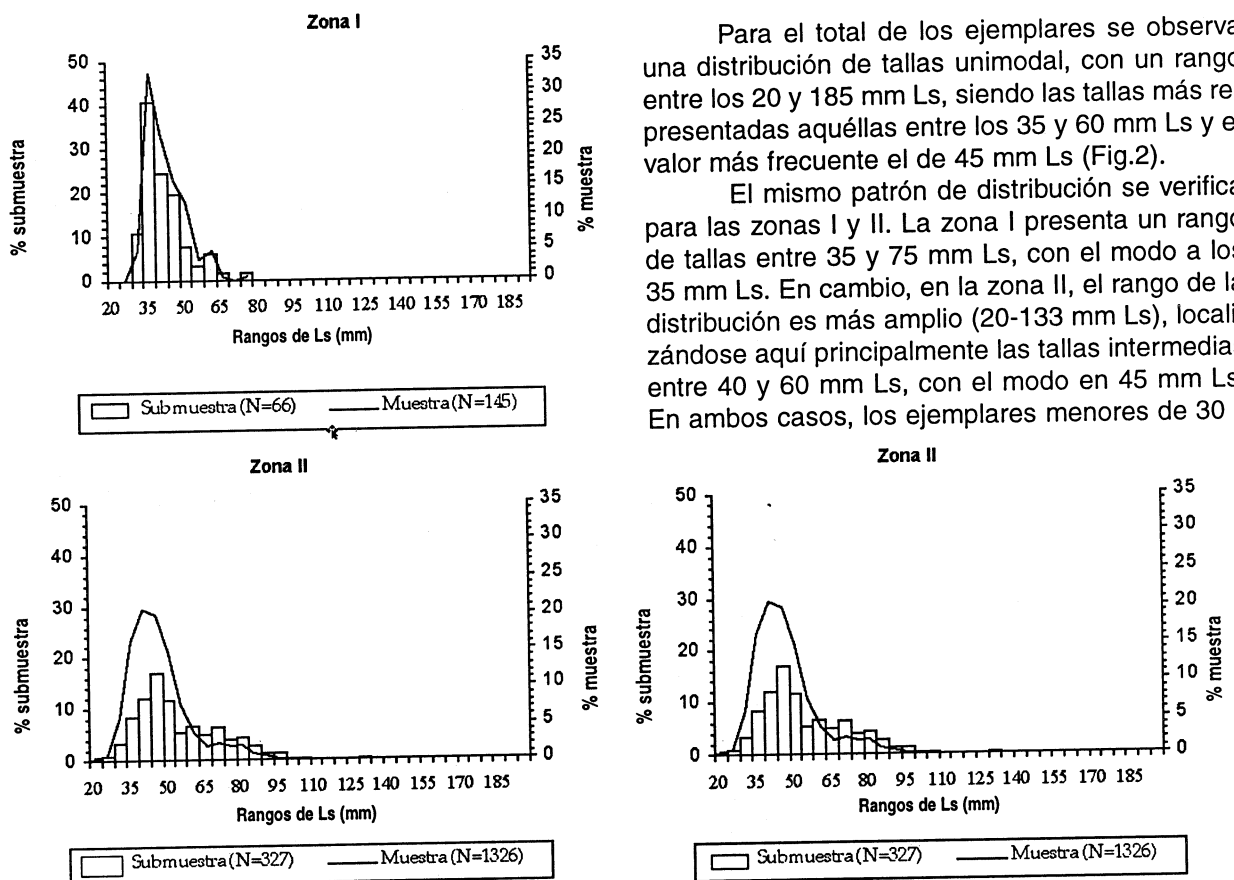 Zona I
50
40
30
20
10
0
% submuestra
35
30
25
20
15
10
5
0
% muestra
20 35 50 65 80 95 110 125 140 155 170 185
Rangos de Ls (mm)
Submuestra (N=66) Muestra (N=145)
Para el total de los ejemplares se observa
una distribución de tallas unimodal, con un rango
entre los 20 y 185 mm Ls, siendo las tallas más re
presentadas aquéllas entre los 35 y 60 mm Ls y e
valor más frecuente el de 45 mm Ls (Fig.2).
El mismo patrón de distribución se verifica
para las zonas I y II. La zona I presenta un rango
de tallas entre 35 y 75 mm Ls, con el modo a los
35 mm Ls. En cambio, en la zona II, el rango de la
distribución es más amplio (20-133 mm Ls), locali
zándose aquí principalmente las tallas intermedia
entre 40 y 60 mm Ls, con el modo en 45 mm Ls
En ambos casos, los ejemplares menores de 30
Zona II
50
40
30
20
10
0
% submuestra
35
30
25
20
15
10
5
0
% muestra
20 35 50 65 80 95 110 125 140 155 170 185
Rangos de Ls (mm)
Submuestra (N=327) Muestra (N=1326)
Zona II
50
40
30
20
10
0
% submuestra
35
30
25
20
15
10
5
0
% muestra
20 35 50 65 80 95 110 125 140 155 170 185
Rangos de Ls (mm)
Submuestra (N=327) Muestra (N=1326)